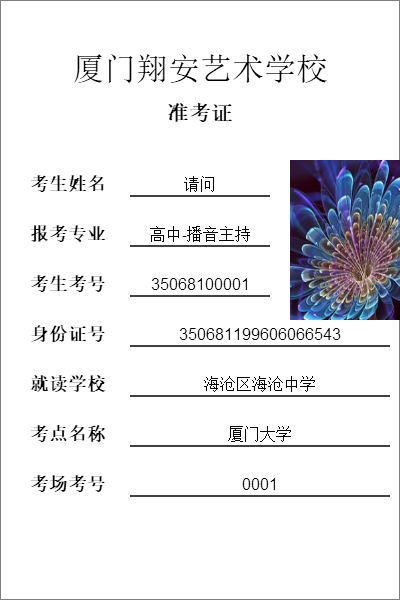 厦门翔安艺术学校
准考证
考生姓名 请问
报考专业 高中-播音主持
考生考号 35068100001
身份证号 350681199606066543
就读学校 海沧区海沧中学
考点名称 厦门大学
考场考号 0001